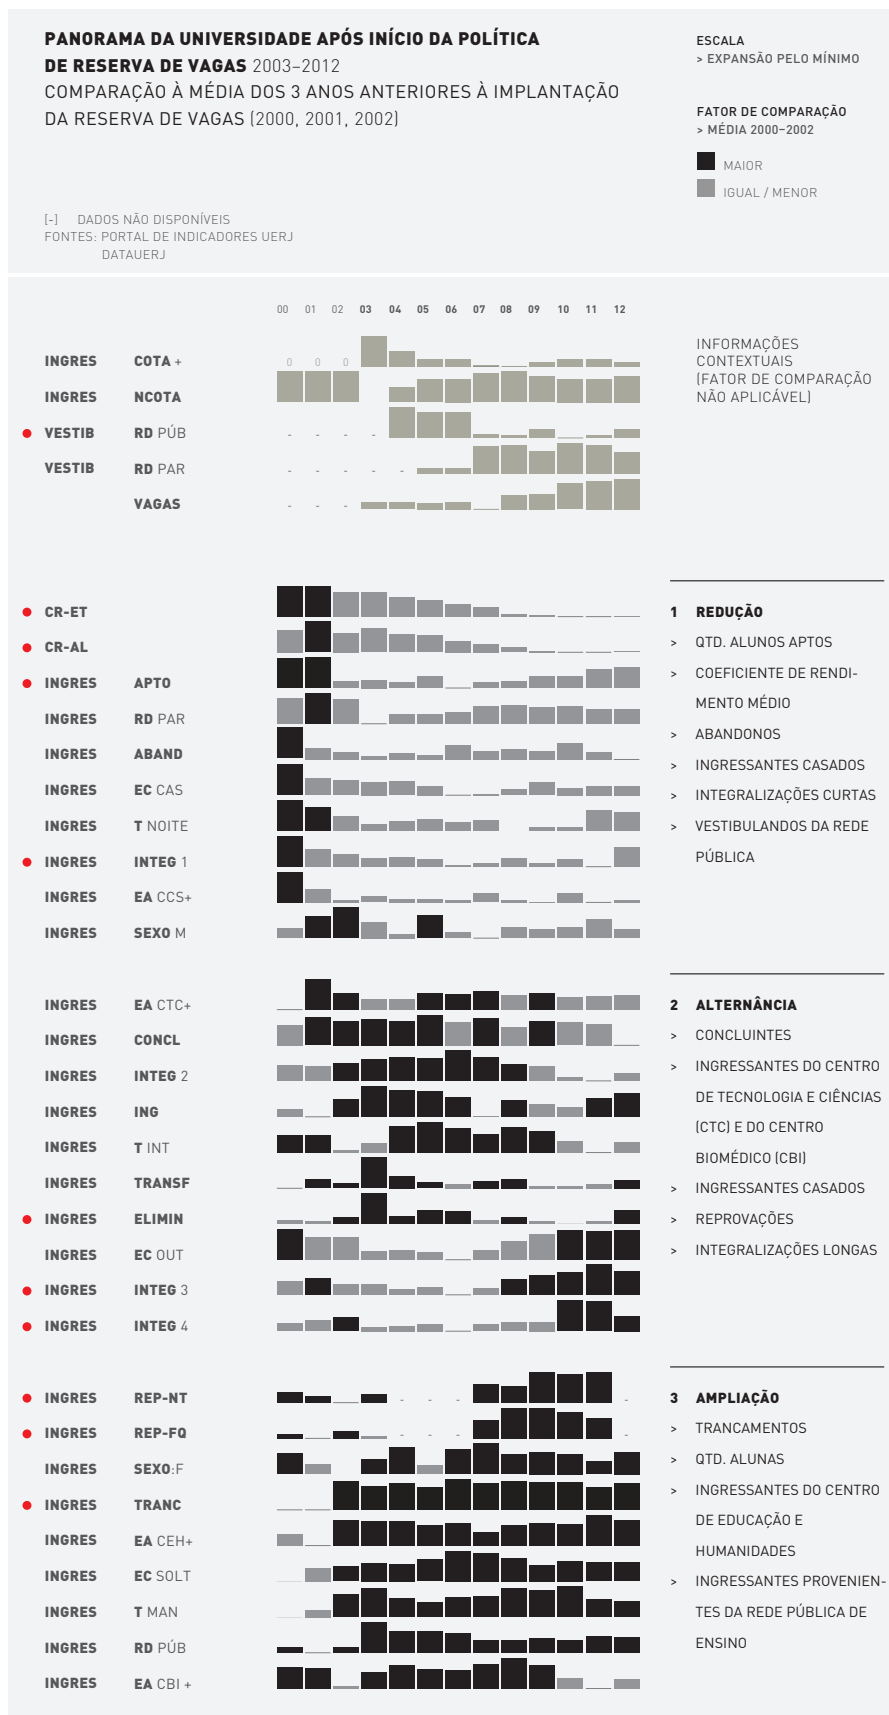 PANORAMA DA UNIVERSIDADE APÓS INÍCIO DA POLÍTICA
DE RESERVA DE VAGAS 2003–2012
COMPARAÇÃO À MÉDIA DOS 3 ANOS ANTERIORES À IMPLANTAÇÃO
DA RESERVA DE VAGAS (2000, 2001, 2002)
ESCALA
> EXPANSÃO PELO MÍNIMO
FATOR DE COMPARAÇÃO
> MÉDIA 2000–2002
MAIOR
IGUAL / MENOR
[-] DADOS NÃO DISPONÍVEIS
FONTES: PORTAL DE INDICADORES UERJ
DATAUERJ
00 01 02 03 04 05 06 07 08 09 10 11 12
INGRES COTA + 0 0 0
INGRES NCOTA
VESTIB RD PÚB - - - -
VESTIB RD PAR - - - - -
VAGAS - - -
INFORMAÇÕES
CONTEXTUAIS
(FATOR DE COMPARAÇÃO
NÃO APLICÁVEL)
CR-ET
CR-AL
INGRES APTO
INGRES RD PAR
INGRES ABAND
INGRES EC CAS
INGRES T NOITE
INGRES INTEG 1
INGRES EA CCS+
INGRES SEXO M
1 REDUÇÃO
> QTD. ALUNOS APTOS
> COEFICIENTE DE RENDI-
MENTO MÉDIO
> ABANDONOS
> INGRESSANTES CASADOS
> INTEGRALIZAÇÕES CURTAS
> VESTIBULANDOS DA REDE
PÚBLICA
INGRES EA CTC+
INGRES CONCL
INGRES INTEG 2
INGRES ING
INGRES T INT
INGRES TRANSF
INGRES ELIMIN
INGRES EC OUT
INGRES INTEG 3
INGRES INTEG 4
2 ALTERNÂNCIA
> CONCLUINTES
> INGRESSANTES DO CENTRO
DE TECNOLOGIA E CIÊNCIAS
(CTC) E DO CENTRO
BIOMÉDICO (CBI)
> INGRESSANTES CASADOS
> REPROVAÇÕES
> INTEGRALIZAÇÕES LONGAS
INGRES REP-NT - - - -
INGRES REP-FQ - - - -
INGRES SEXO:F
INGRES TRANC
INGRES EA CEH+
INGRES EC SOLT
INGRES T MAN
INGRES RD PÚB
INGRES EA CBI +
3 AMPLIAÇÃO
> TRANCAMENTOS
> QTD. ALUNAS
> INGRESSANTES DO CENTRO
DE EDUCAÇÃO E
HUMANIDADES
> INGRESSANTES PROVENIEN-
TES DA REDE PÚBLICA DE
ENSINO